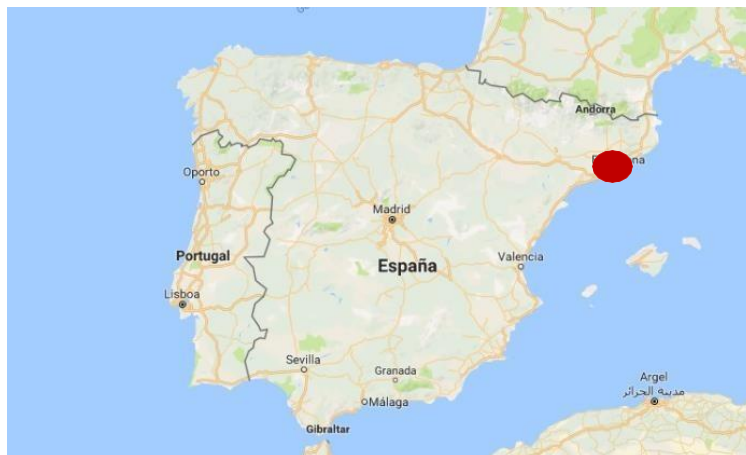 Andorra
Oporto
Madrid
Portugal
España
Valencia
Lisboa
Sevilla
Granada
Málaga
Gibraltar
Argel
مدينة الجزائر